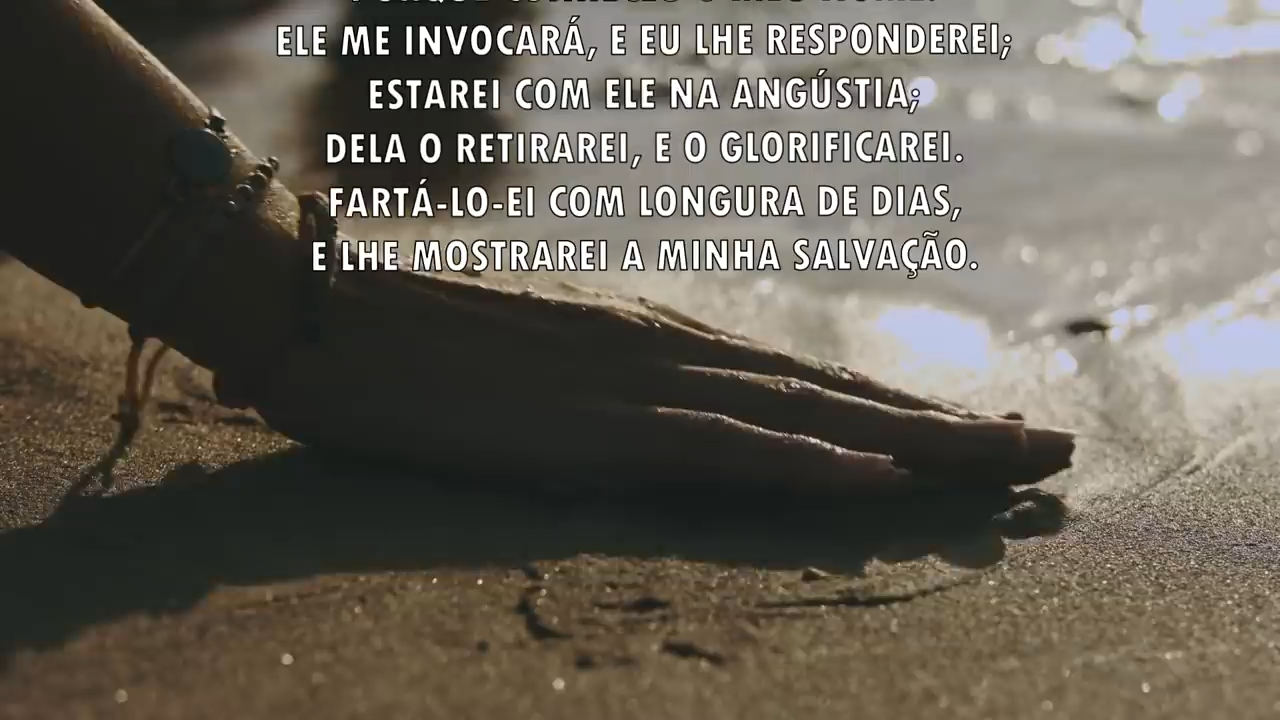 ELE ME INVOCARÁ, E EU LHE RESPONDEREI;
ESTAREI COM ELE NA ANGÚSTIA;
DELA O RETIRAREI, E O GLORIFICAREI.
FARTÁ-LO-EI COM LONGURA DE DIAS,
E LHE MOSTRAREI A MINHA SALVAÇÃO.